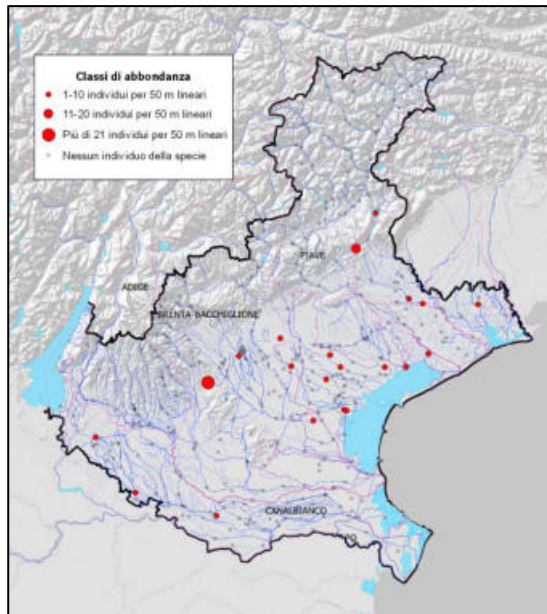 Classi di abbondanza
1-10 individui per 50 m lineari
11-20 individui per 50 m lineari
Più di 21 individui per 50 m lineari
Nessun individuo della specie
PIAVE
ADIGE
BRENTA BACCHIGLIONE
CANALBIANCO
PO